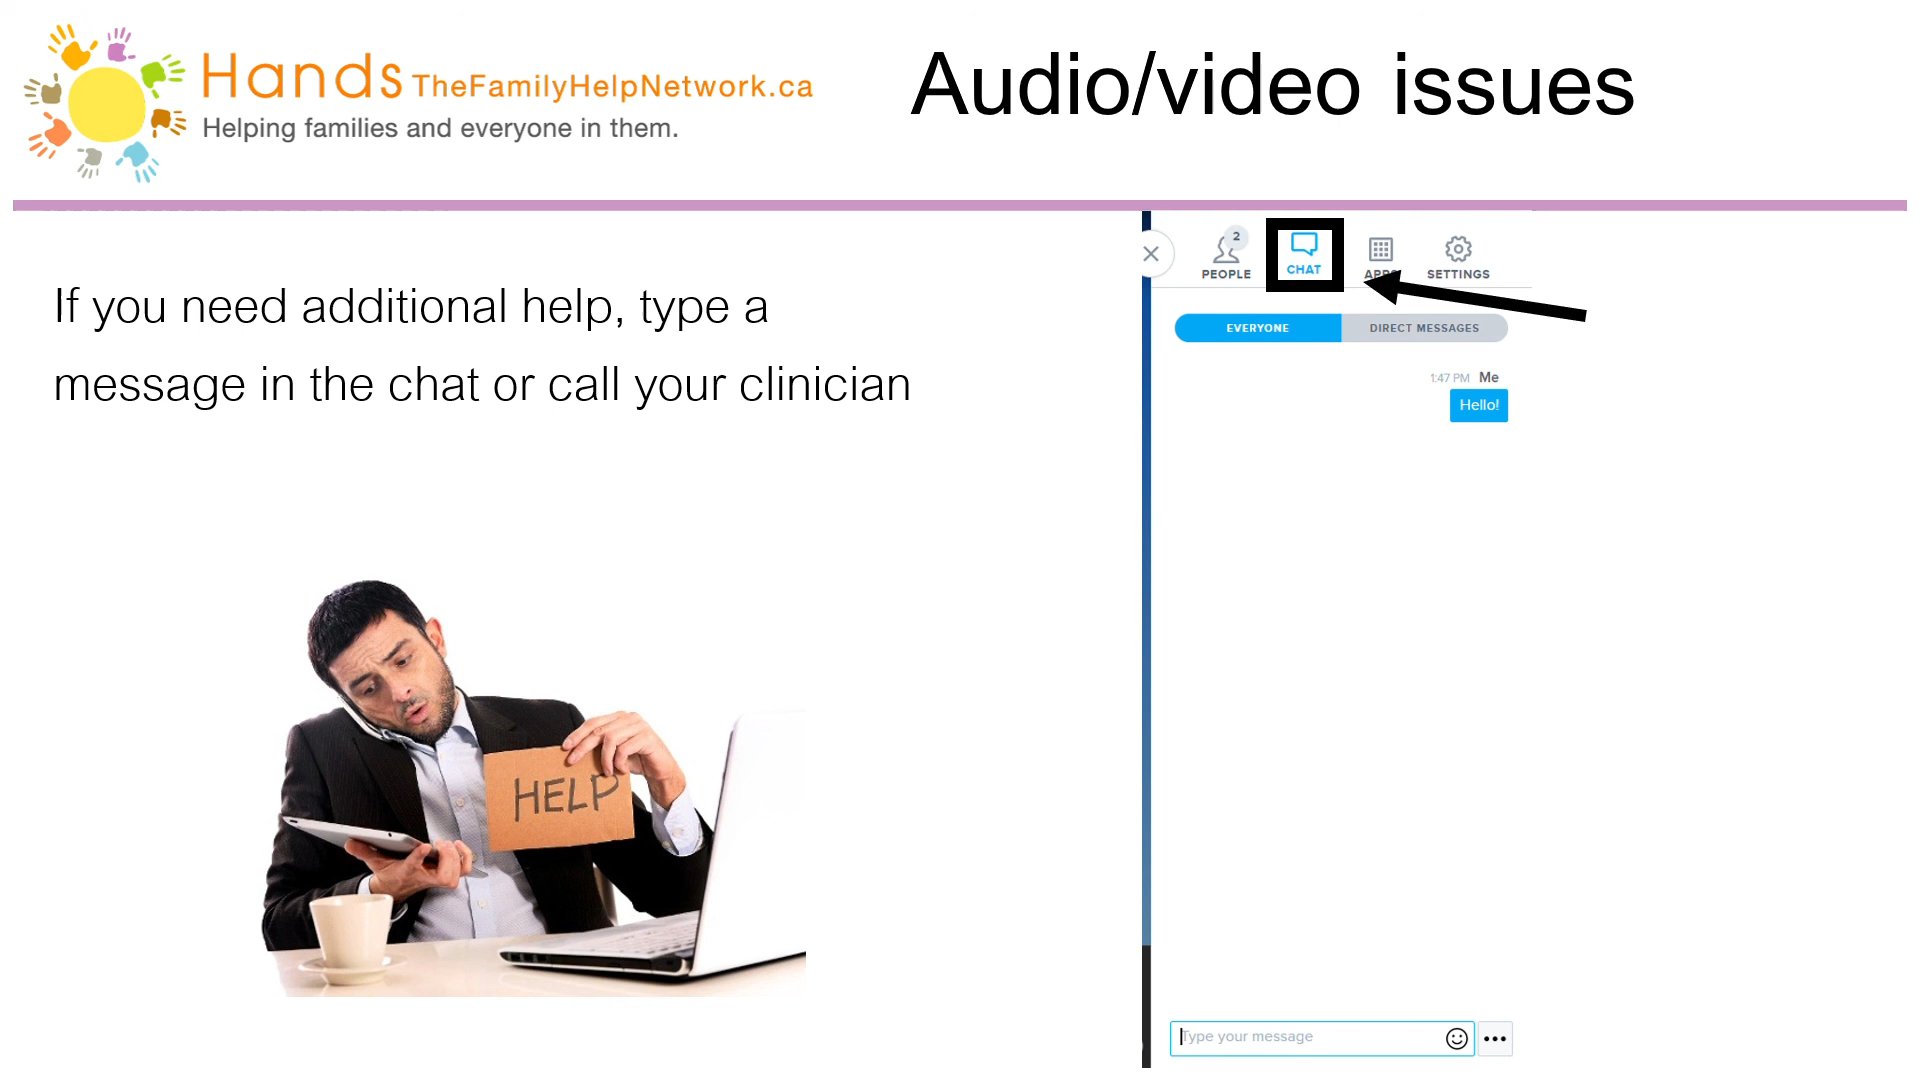 Hands TheFamilyHelpNetwork.ca
Helping families and everyone in them.
Audio/video issues
If you need additional help, type a
message in the chat or call your clinician
HELP
2
PEOPLE
CHAT
APPS
SETTINGS
EVERYONE
DIRECT MESSAGES
1:47 PM Me
Hello!
Type your message